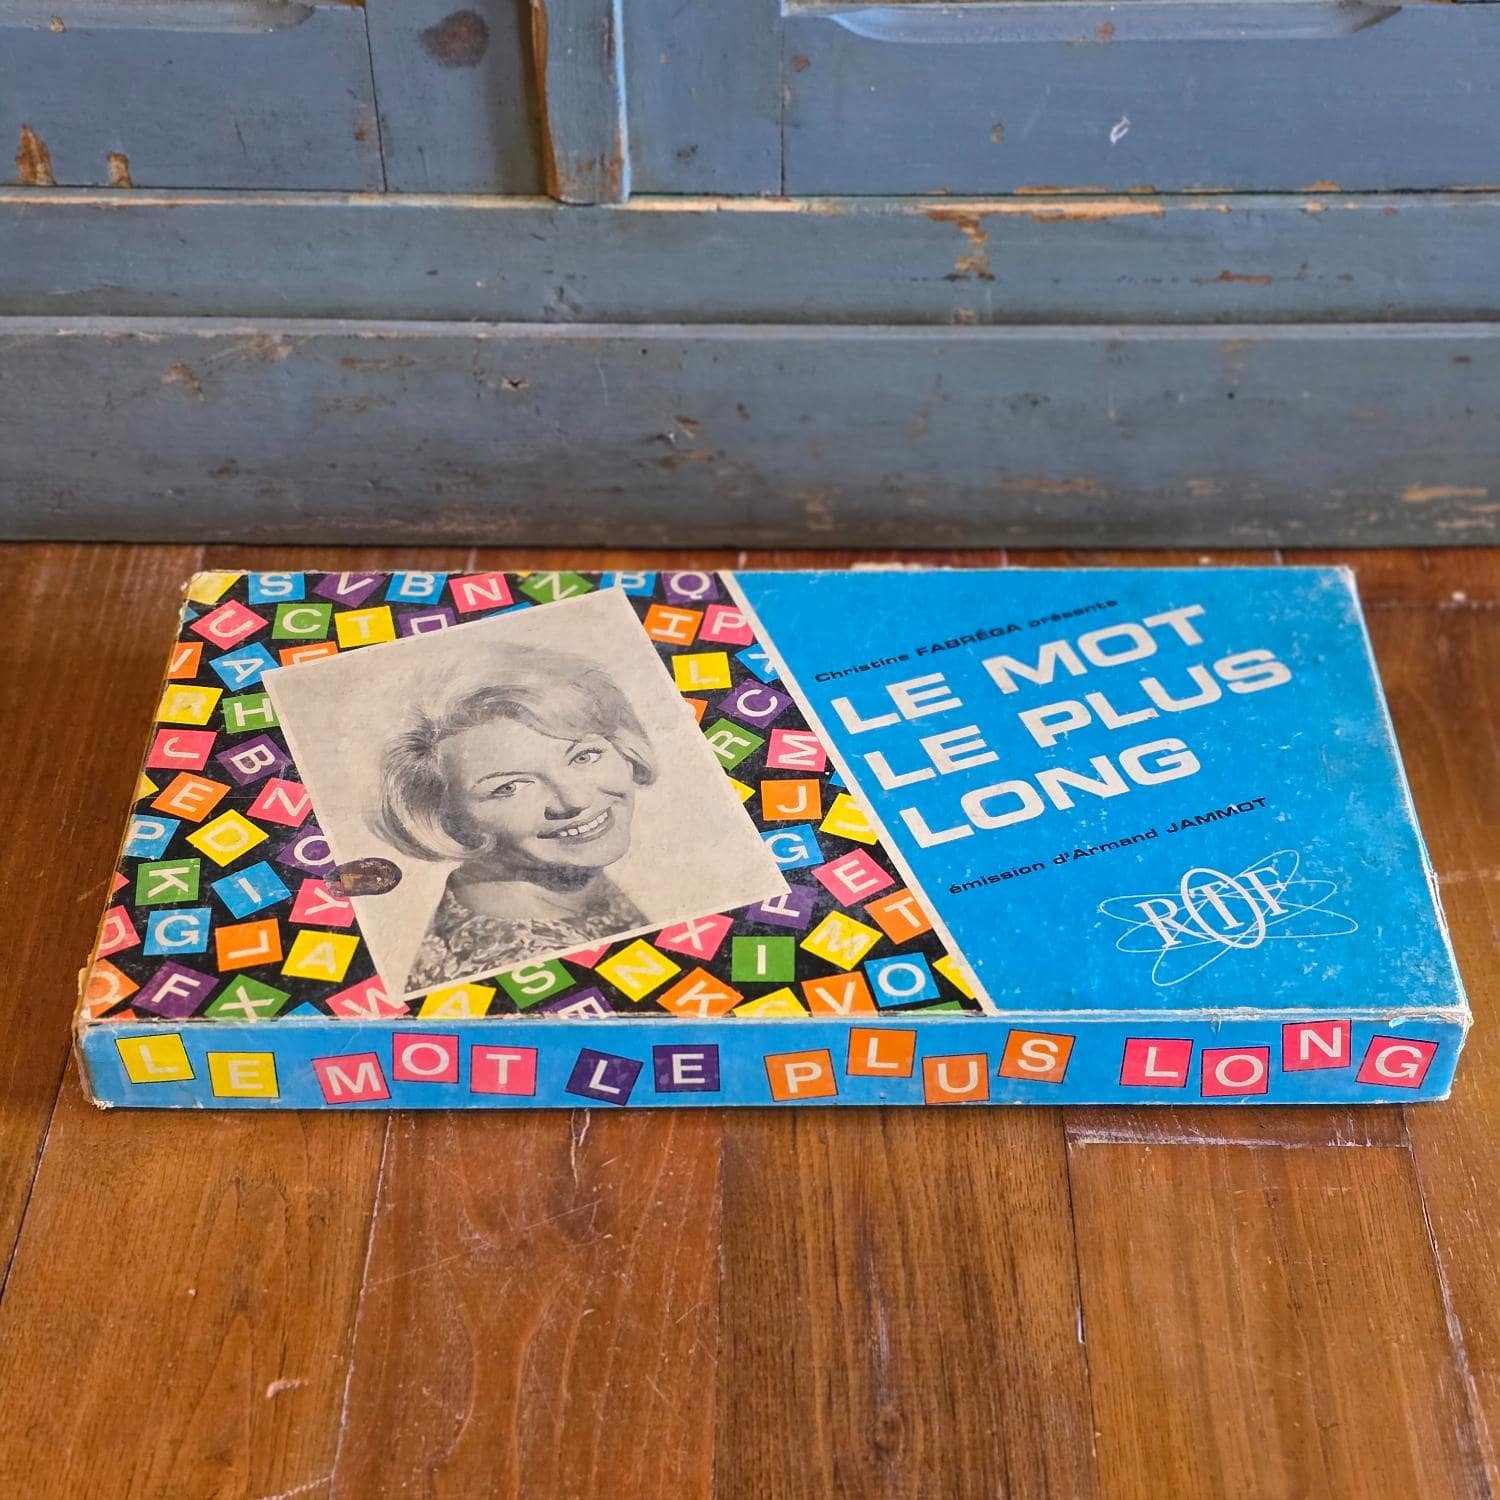 Christine FABRÉGA présente
LE MOT
LE PLUS
LONG
émission d'Armand JAMMOT
RTF
LE MOT LE PLUS LONG